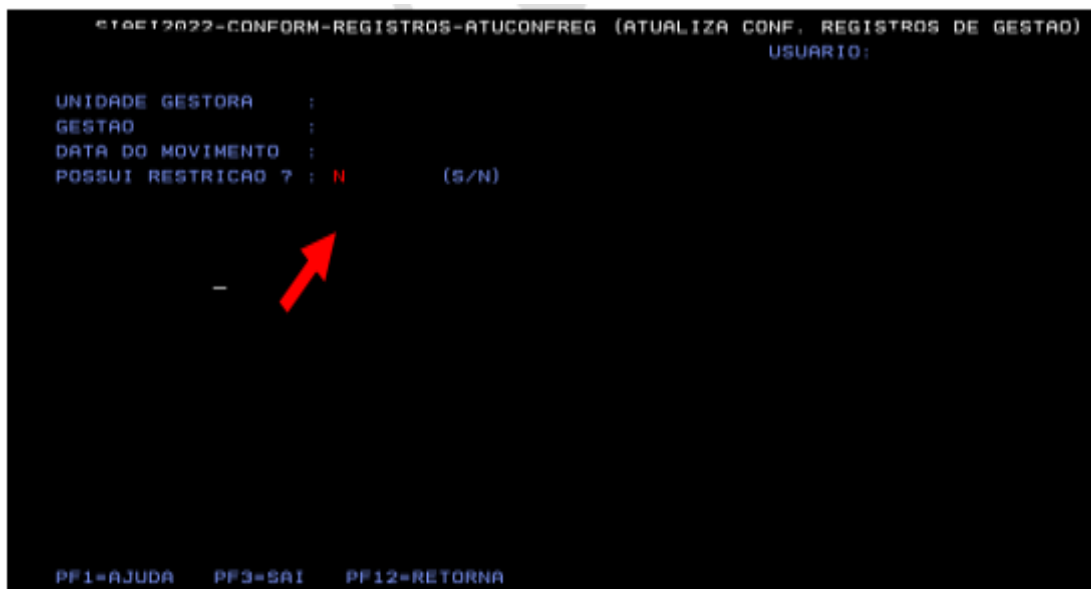 SIAFI2022-CONFORM-REGISTROS-ATUCONFREG (ATUALIZA CONF. REGISTROS DE GESTAO)
USUARIO:
UNIDADE GESTORA :
GESTAO :
DATA DO MOVIMENTO :
POSSUI RESTRICAO ? : N (S/N)
PF1=AJUDA PF3=SAI PF12=RETORNA